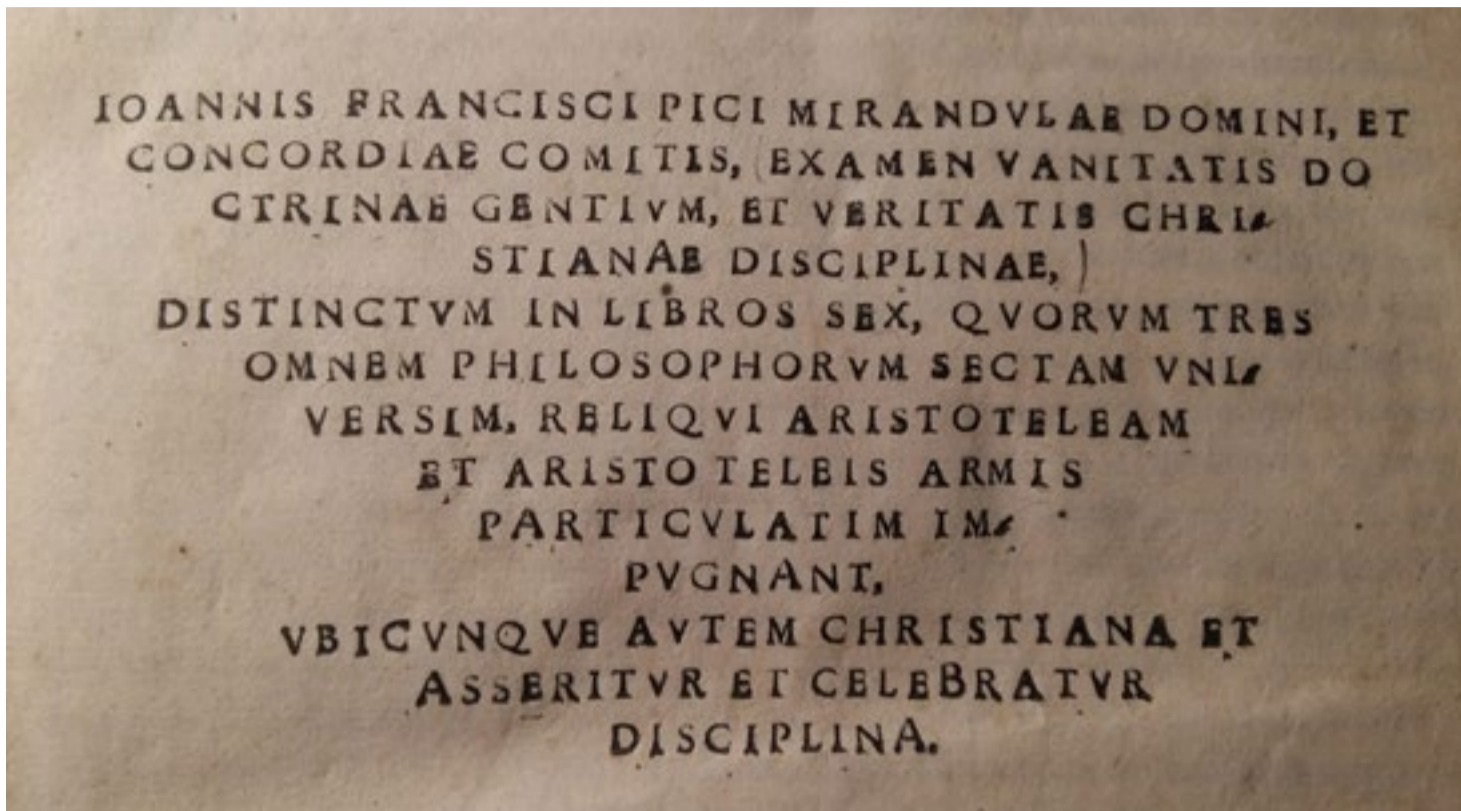 IOANNIS FRANCISCI PICI MIRANDVLAE DOMINI, ET
CONCORDIAE COMITIS, (EXAMEN VANITATIS DO
CTRINAE GENTIVM, ET VERITATIS CHRI-
STIANAE DISCIPLINAE,)
DISTINCTVM IN LIBROS SEX, QVORVM TRES
OMNEM PHILOSOPHORVM SECTAM VNI-
VERSIM, RELIQVI ARISTOTELEAM
ET ARISTOTELEIS ARMIS
PARTICVLATIM IM-
PVGNANT,
VBICVNQVE AVTEM CHRISTIANA ET
ASSERITVR ET CELEBRATVR
DISCIPLINA.